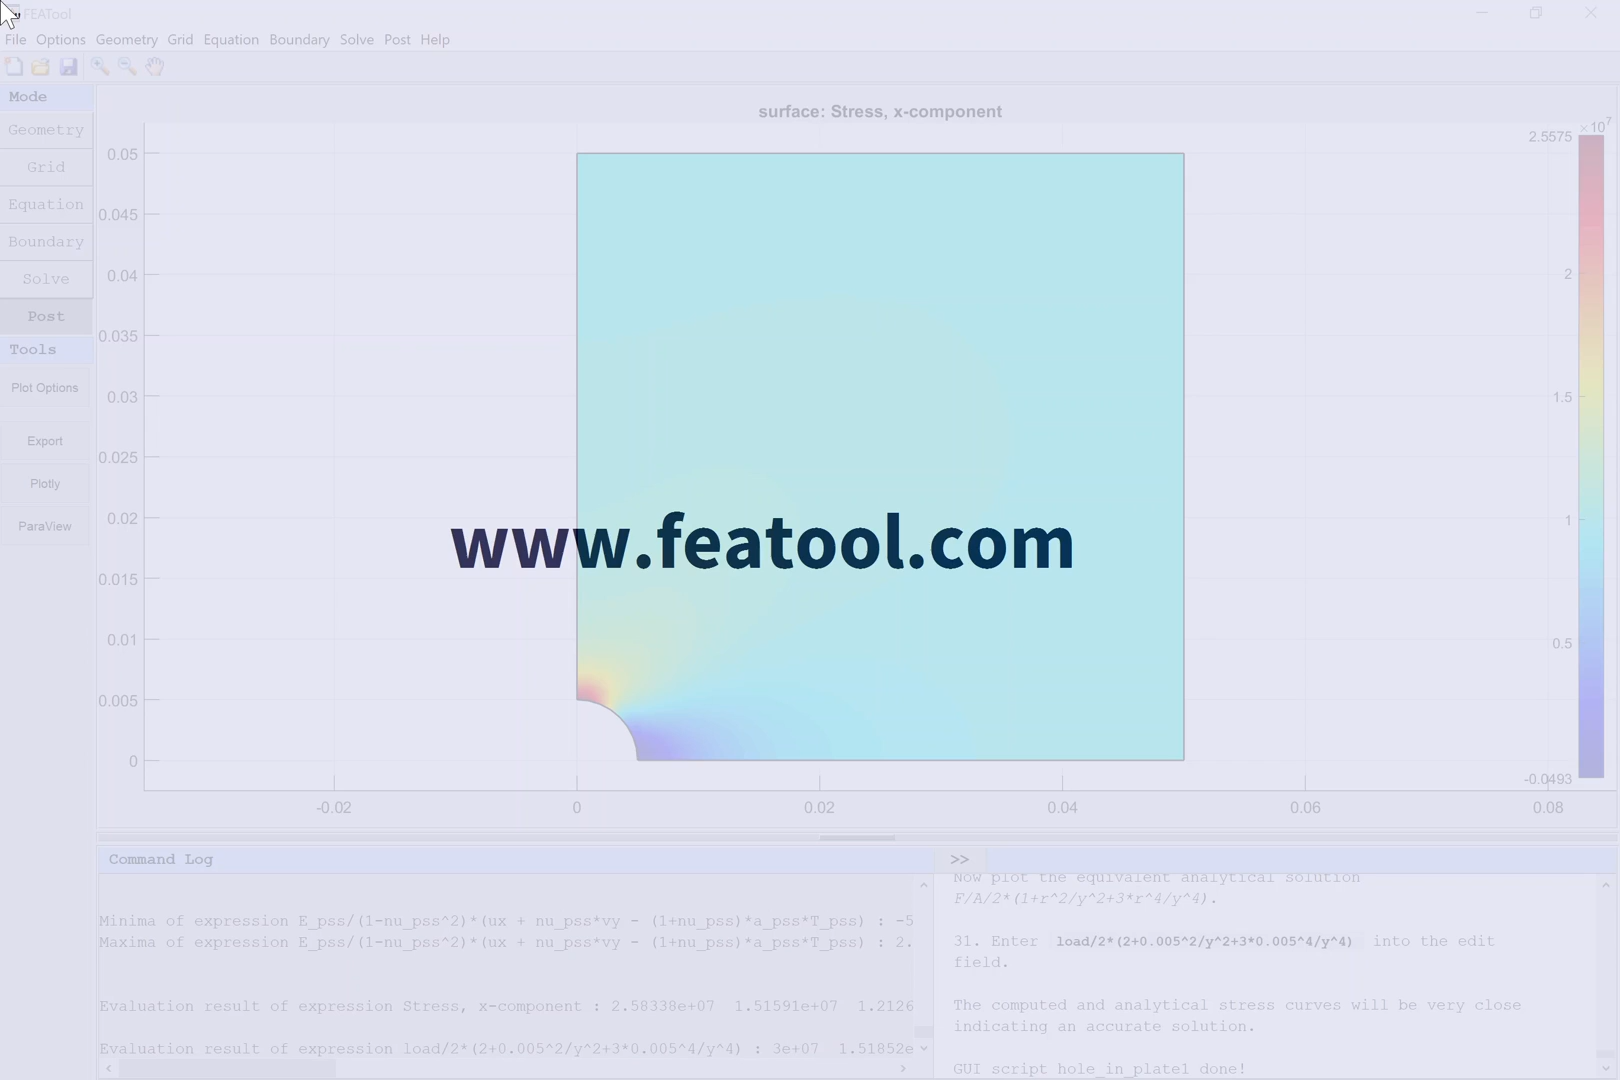 FEATool
File Options Geometry Grid Equation Boundary Solve Post Help
Mode
Geometry
Grid
Equation
Boundary
Solve
Post
Tools
Plot Options
Export
Plotly
ParaView
surface: Stress, x-component
0.05
0.045
0.04
0.035
0.03
0.025
0.02
0.015
0.01
0.005
0
-0.02
0
0.02
0.04
0.06
0.08
×10^7
2.5575
2
1.5
1
0.5
-0.0493
www.featool.com
Command Log
Minima of expression E_pss/(1-nu_pss^2)*(ux + nu_pss*vy - (1+nu_pss)*a_pss*T_pss) : -5
Maxima of expression E_pss/(1-nu_pss^2)*(ux + nu_pss*vy - (1+nu_pss)*a_pss*T_pss) : 2.
Evaluation result of expression Stress, x-component : 2.58338e+07 1.51591e+07 1.2126
Evaluation result of expression load/2*(2+0.005^2/y^2+3*0.005^4/y^4) : 3e+07 1.51852e
>>
Now plot the equivalent analytical solution
F/A/2*(1+r^2/y^2+3*r^4/y^4).
31. Enter load/2*(2+0.005^2/y^2+3*0.005^4/y^4) into the edit
field.
The computed and analytical stress curves will be very close
indicating an accurate solution.
GUI script hole_in_plate1 done!